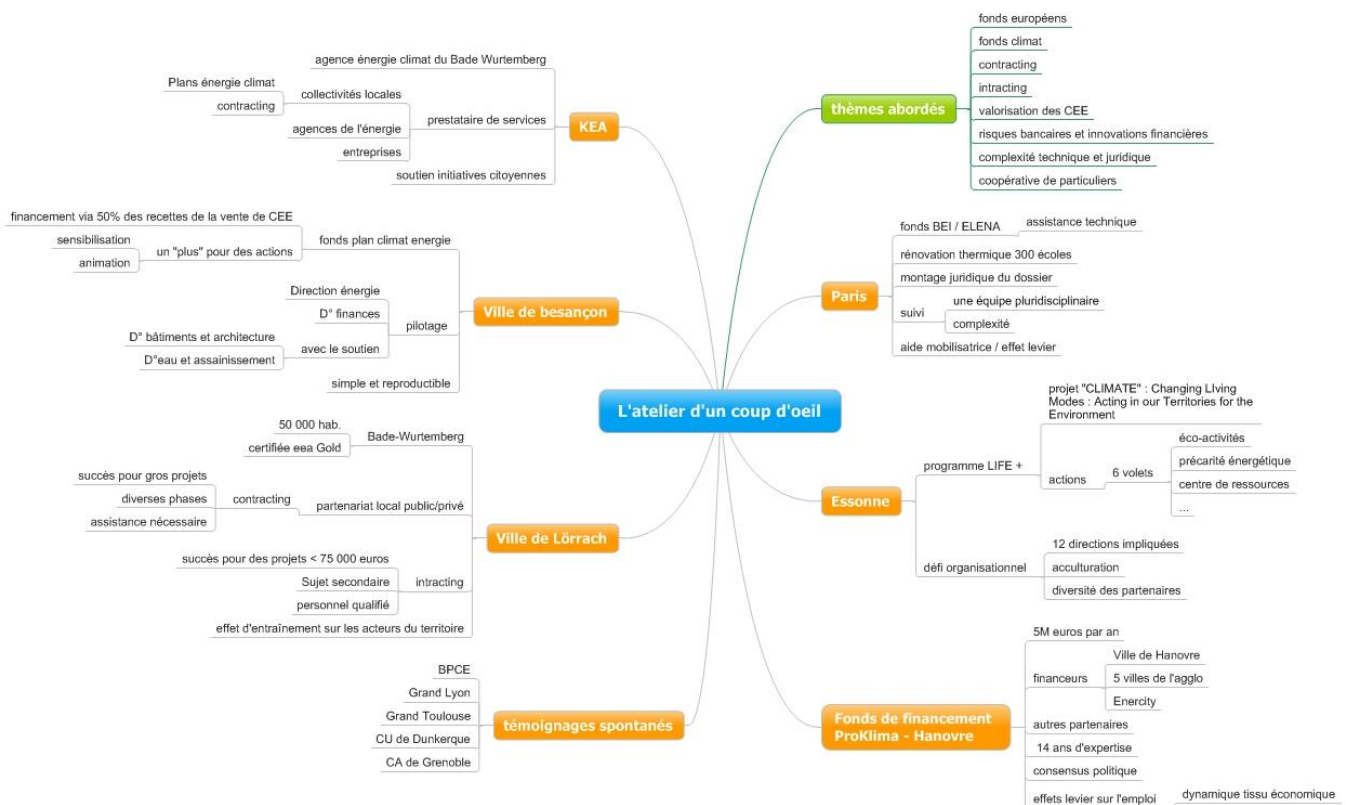 L'atelier d'un coup d'oeil
thèmes abordés
fonds européens
fonds climat
contracting
intracting
valorisation des CEE
risques bancaires et innovations financières
complexité technique et juridique
coopérative de particuliers
Paris
fonds BEI / ELENA
assistance technique
rénovation thermique 300 écoles
montage juridique du dossier
suivi
une équipe pluridisciplinaire
complexité
aide mobilisatrice / effet levier
Essonne
programme LIFE +
projet "CLIMATE" : Changing LIving
Modes : Acting in our Territories for the
Environment
actions
6 volets
éco-activités
précarité énergétique
centre de ressources
...
défi organisationnel
12 directions impliquées
acculturation
diversité des partenaires
Fonds de financement
ProKlima - Hanovre
5M euros par an
financeurs
Ville de Hanovre
5 villes de l'agglo
Enercity
autres partenaires
14 ans d'expertise
consensus politique
effets levier sur l'emploi
dynamique tissu économique
KEA
agence énergie climat du Bade Wurtemberg
prestataire de services
collectivités locales
Plans énergie climat
contracting
agences de l'énergie
entreprises
soutien initiatives citoyennes
Ville de besançon
fonds plan climat energie
financement via 50% des recettes de la vente de CEE
un "plus" pour des actions
sensibilisation
animation
pilotage
Direction énergie
D° finances
avec le soutien
D° bâtiments et architecture
D°eau et assainissement
simple et reproductible
Ville de Lörrach
Bade-Wurtemberg
50 000 hab.
certifiée eea Gold
partenariat local public/privé
contracting
succès pour gros projets
diverses phases
assistance nécessaire
intracting
succès pour des projets < 75 000 euros
Sujet secondaire
personnel qualifié
effet d'entraînement sur les acteurs du territoire
témoignages spontanés
BPCE
Grand Lyon
Grand Toulouse
CU de Dunkerque
CA de Grenoble